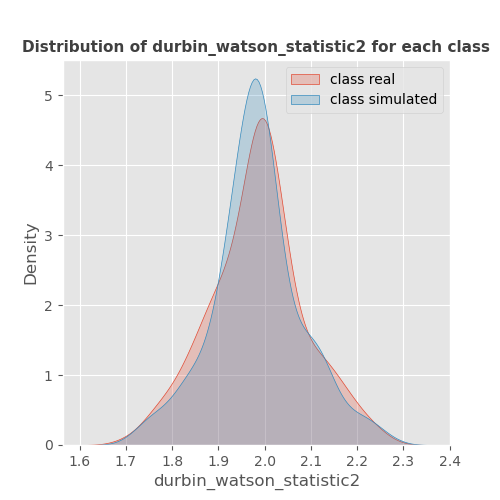 Distribution of durbin_watson_statistic2 for each class
class real
class simulated
Density
5
4
3
2
1
0
1.6 1.7 1.8 1.9 2.0 2.1 2.2 2.3 2.4
durbin_watson_statistic2